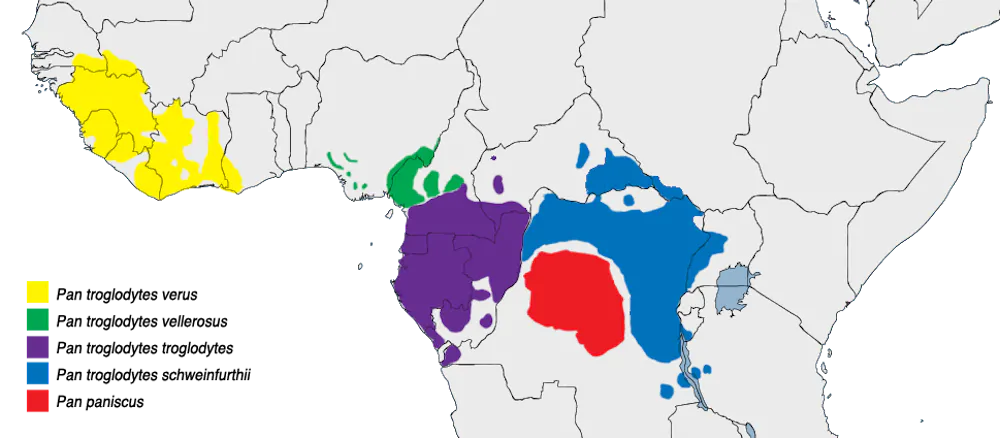 Pan troglodytes verus
Pan troglodytes vellerosus
Pan troglodytes troglodytes
Pan troglodytes schweinfurthii
Pan paniscus